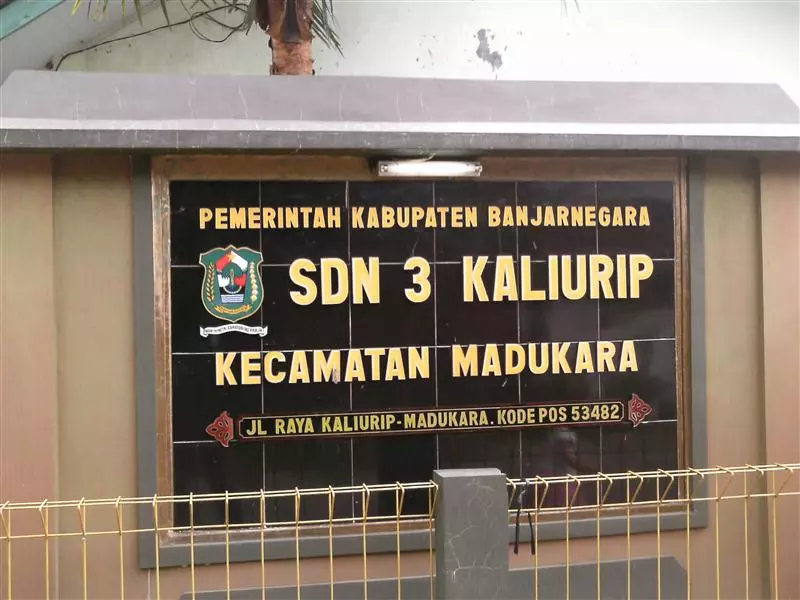 PEMERINTAH KABUPATEN BANJARNEGARA
SDN 3 KALIURIP
KECAMATAN MADUKARA
JL RAYA KALIURIP-MADUKARA. KODE POS 53482